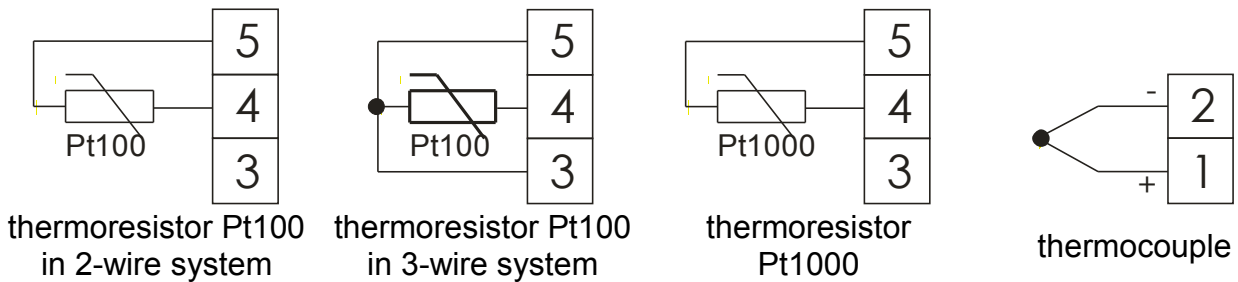 5
4
3
Pt100
thermoresistor Pt100
in 2-wire system
5
4
3
Pt100
thermoresistor Pt100
in 3-wire system
5
4
3
Pt1000
thermoresistor
Pt1000
-
2
+
1
thermocouple